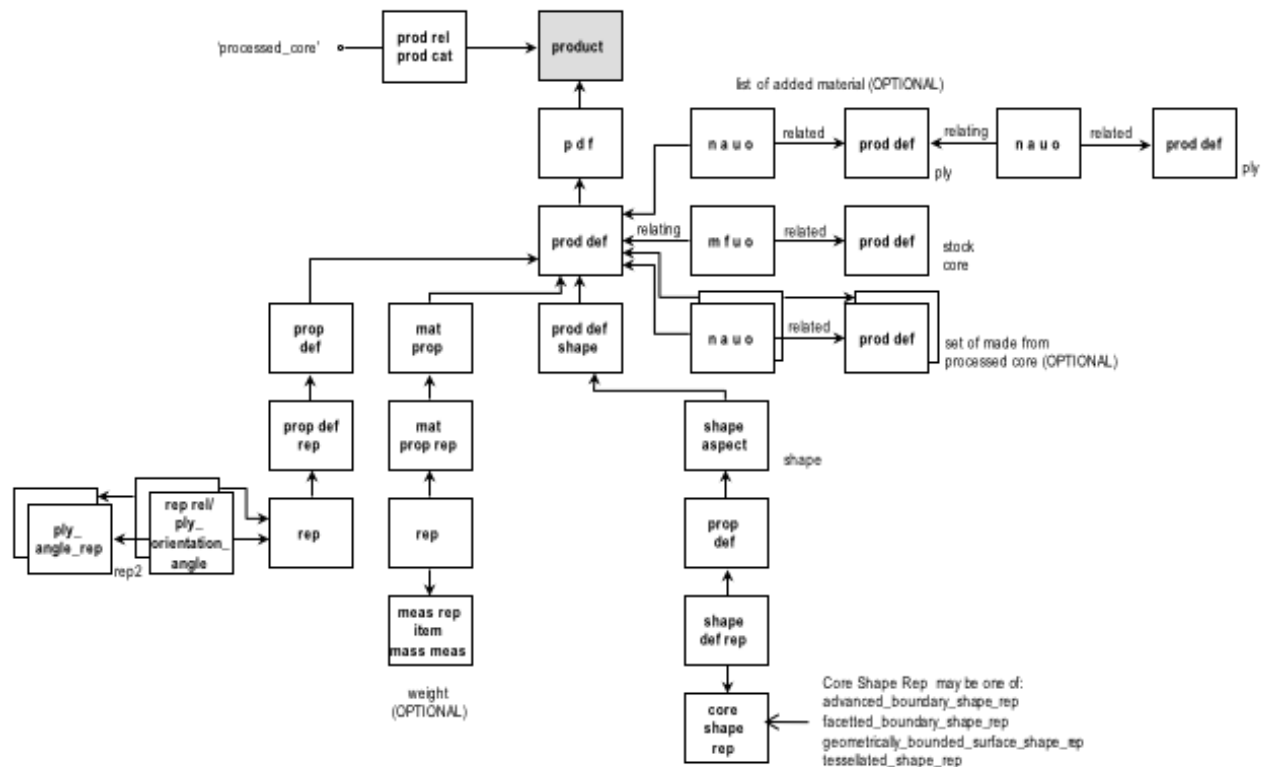 'processed_core'
prod rel
prod cat
product
list of added material (OPTIONAL)
p d f
n a u o
related
prod def
ply
relating
n a u o
related
prod def
ply
prod def
relating
m f u o
related
prod def
stock
core
prop
def
mat
prop
prod def
shape
n a u o
related
prod def
set of made from
processed core (OPTIONAL)
prop def
rep
mat
prop rep
shape
aspect
shape
ply_
angle_rep
rep2
rep rel/
ply_
orientation_
angle
rep
rep
prop
def
meas rep
item
mass meas
weight
(OPTIONAL)
shape
def rep
core
shape
rep
Core Shape Rep may be one of:
advanced_boundary_shape_rep
facetted_boundary_shape_rep
geometrically_bounded_surface_shape_rep
tessellated_shape_rep